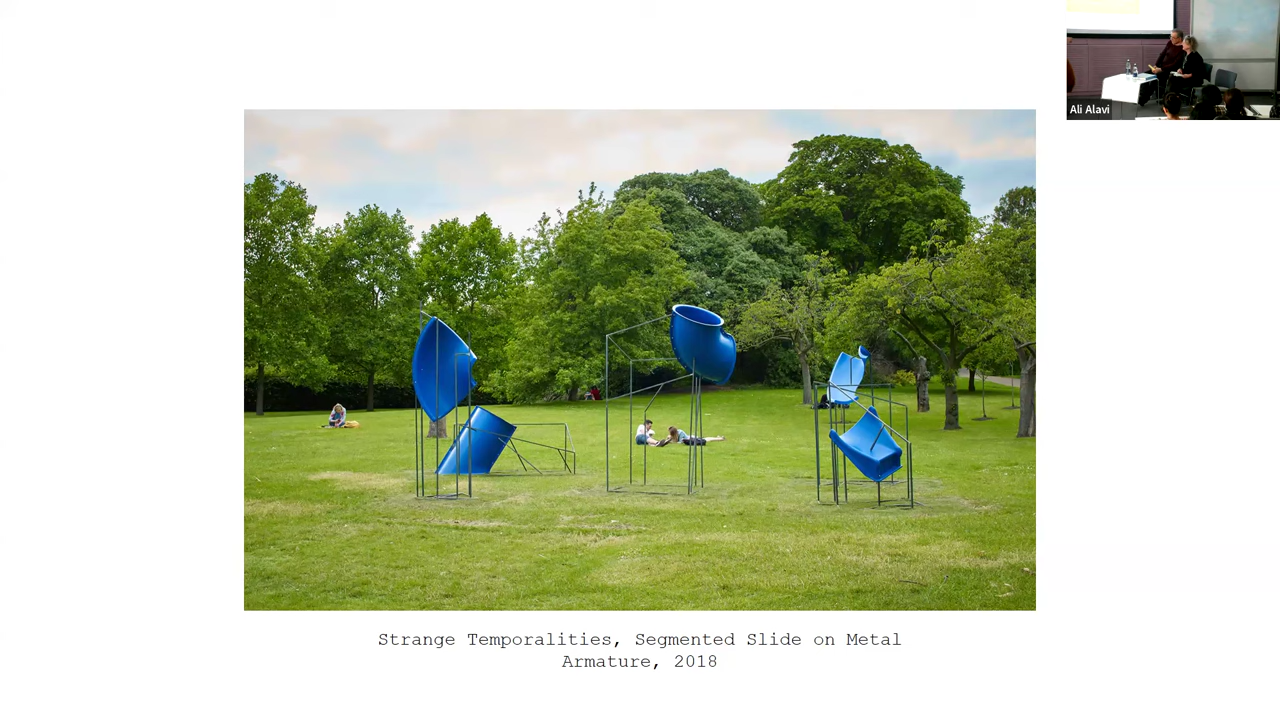 Ali Alavi
Strange Temporalities, Segmented Slide on Metal
Armature, 2018